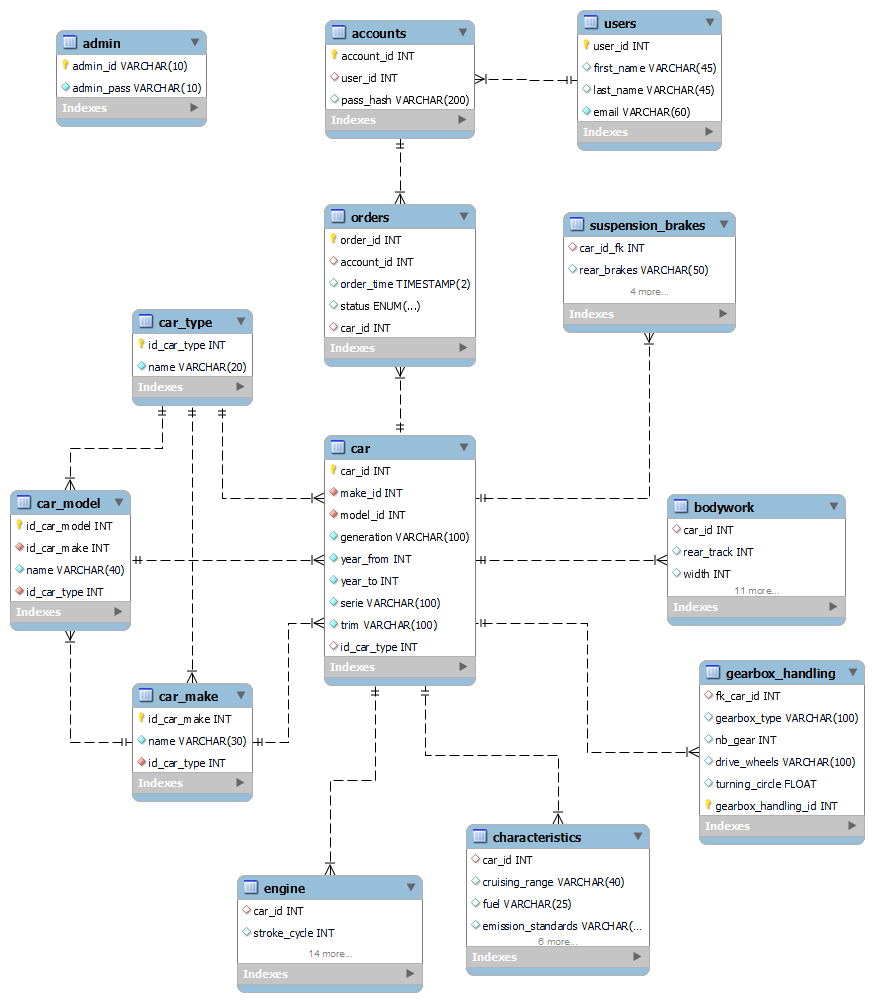 admin
admin_id VARCHAR(10)
admin_pass VARCHAR(10)
Indexes
accounts
account_id INT
user_id INT
pass_hash VARCHAR(200)
Indexes
users
user_id INT
first_name VARCHAR(45)
last_name VARCHAR(45)
email VARCHAR(60)
Indexes
orders
order_id INT
account_id INT
order_time TIMESTAMP(2)
status ENUM(...)
car_id INT
Indexes
suspension_brakes
car_id_fk INT
rear_brakes VARCHAR(50)
4 more...
Indexes
car_type
id_car_type INT
name VARCHAR(20)
Indexes
car
car_id INT
make_id INT
model_id INT
generation VARCHAR(100)
year_from INT
year_to INT
serie VARCHAR(100)
trim VARCHAR(100)
id_car_type INT
Indexes
car_model
id_car_model INT
id_car_make INT
name VARCHAR(40)
id_car_type INT
Indexes
bodywork
car_id INT
rear_track INT
width INT
11 more...
Indexes
car_make
id_car_make INT
name VARCHAR(30)
id_car_type INT
Indexes
gearbox_handling
fk_car_id INT
gearbox_type VARCHAR(100)
nb_gear INT
drive_wheels VARCHAR(100)
turning_circle FLOAT
gearbox_handling_id INT
Indexes
characteristics
car_id INT
cruising_range VARCHAR(40)
fuel VARCHAR(25)
emission_standards VARCHAR(...
6 more...
Indexes
engine
car_id INT
stroke_cycle INT
14 more...
Indexes